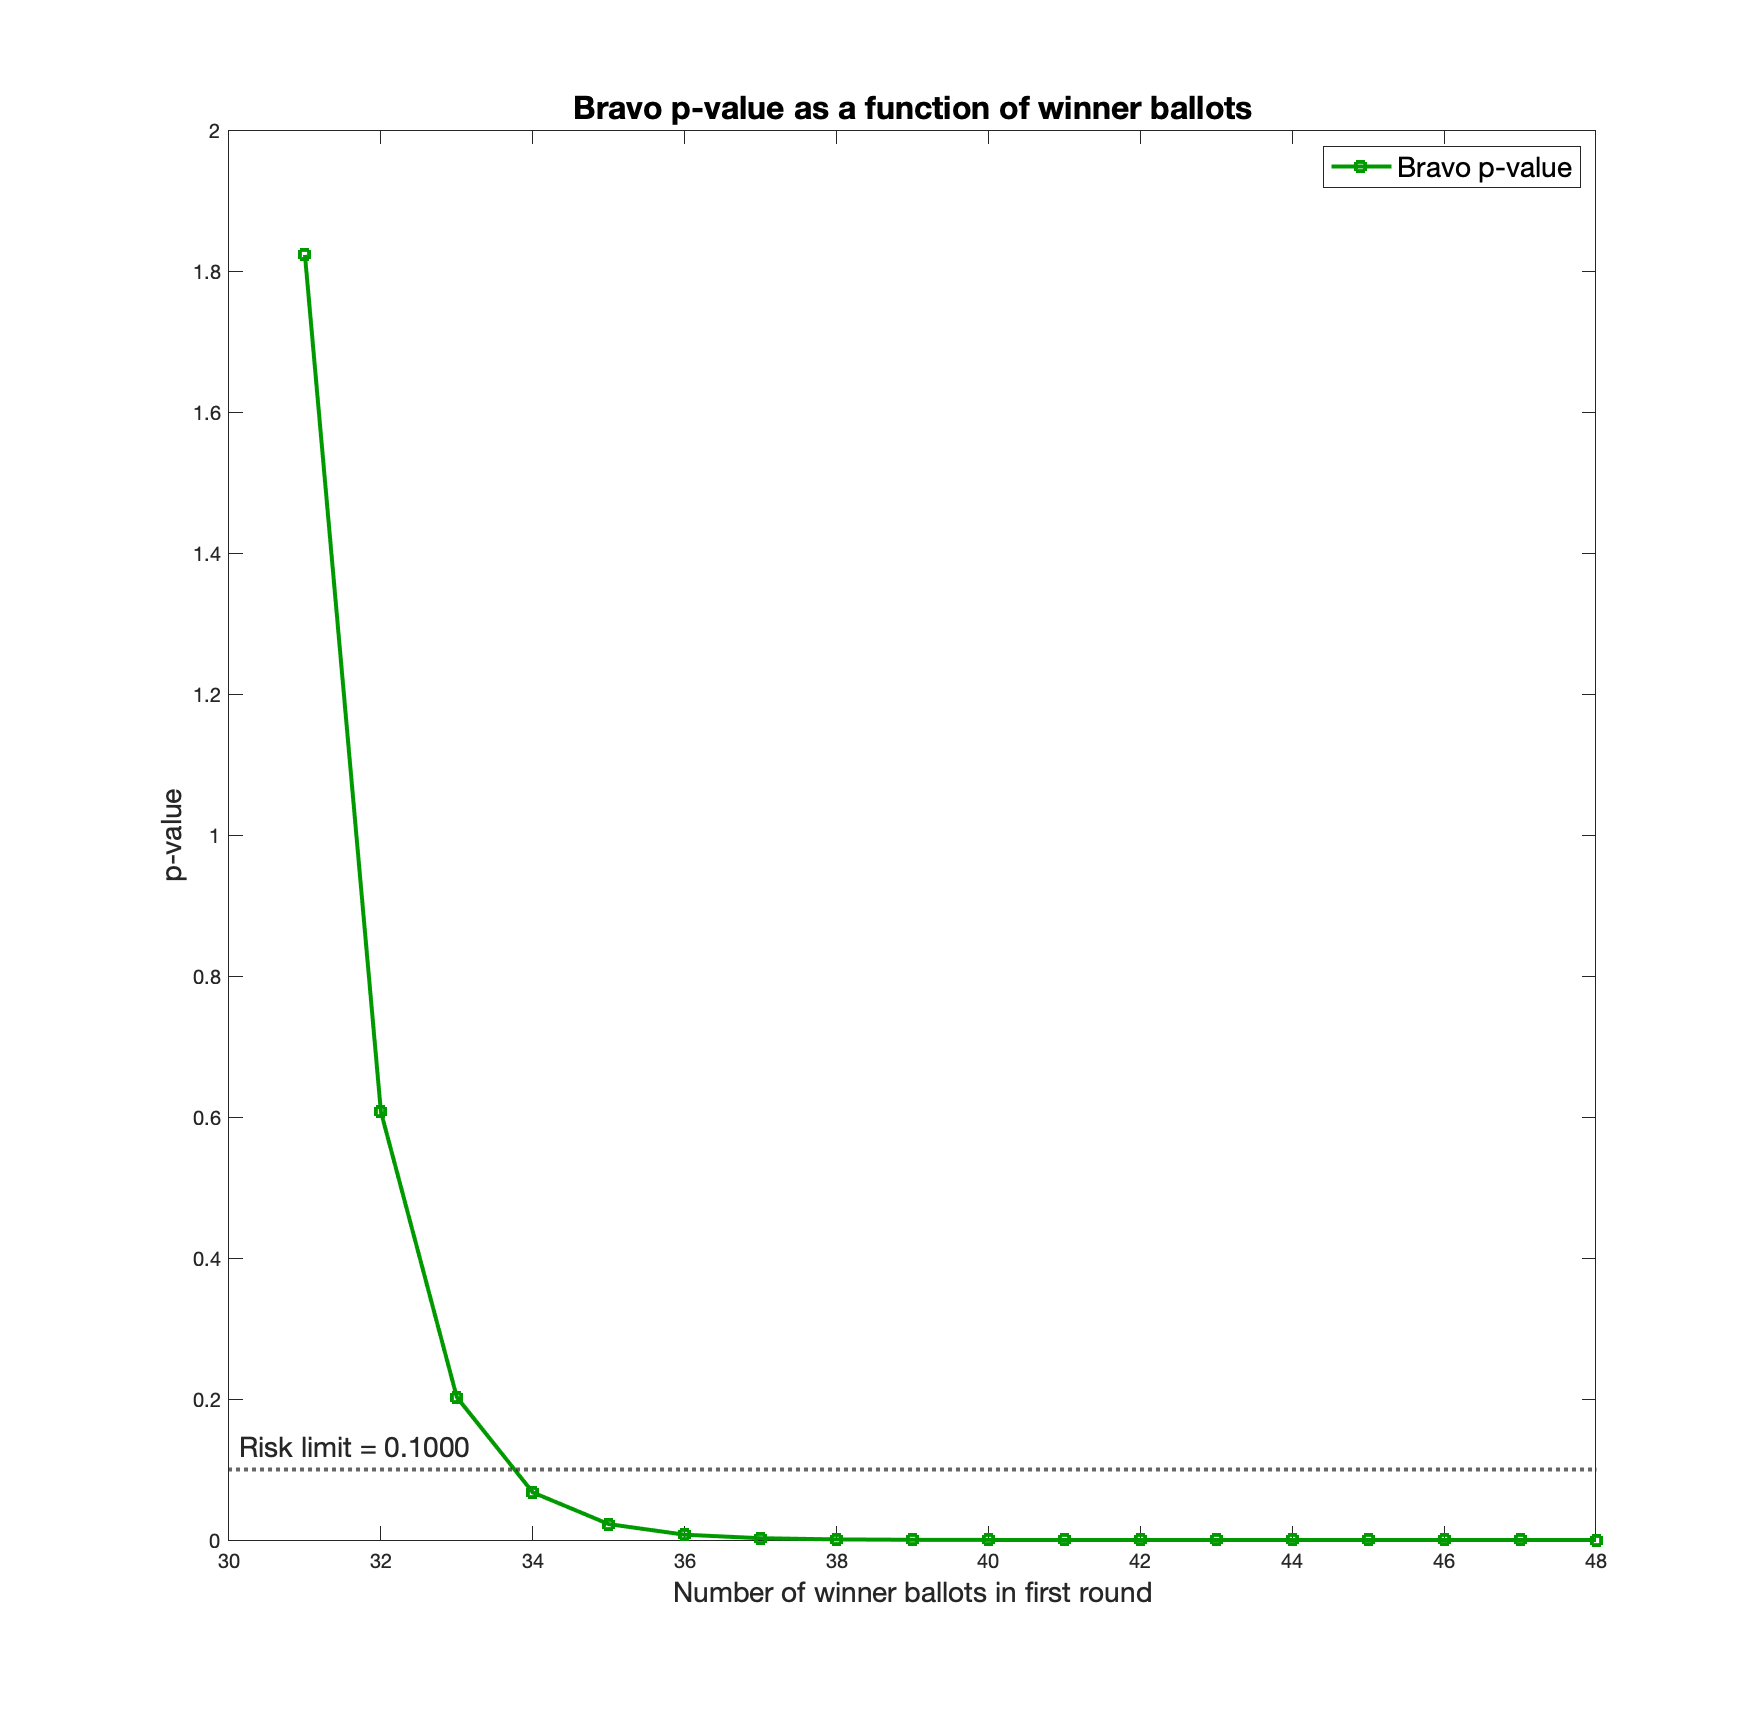 Bravo p-value as a function of winner ballots
Bravo p-value
2
1.8
1.6
1.4
1.2
1
0.8
0.6
0.4
0.2
0
p-value
Risk limit = 0.1000
30 32 34 36 38 40 42 44 46 48
Number of winner ballots in first round